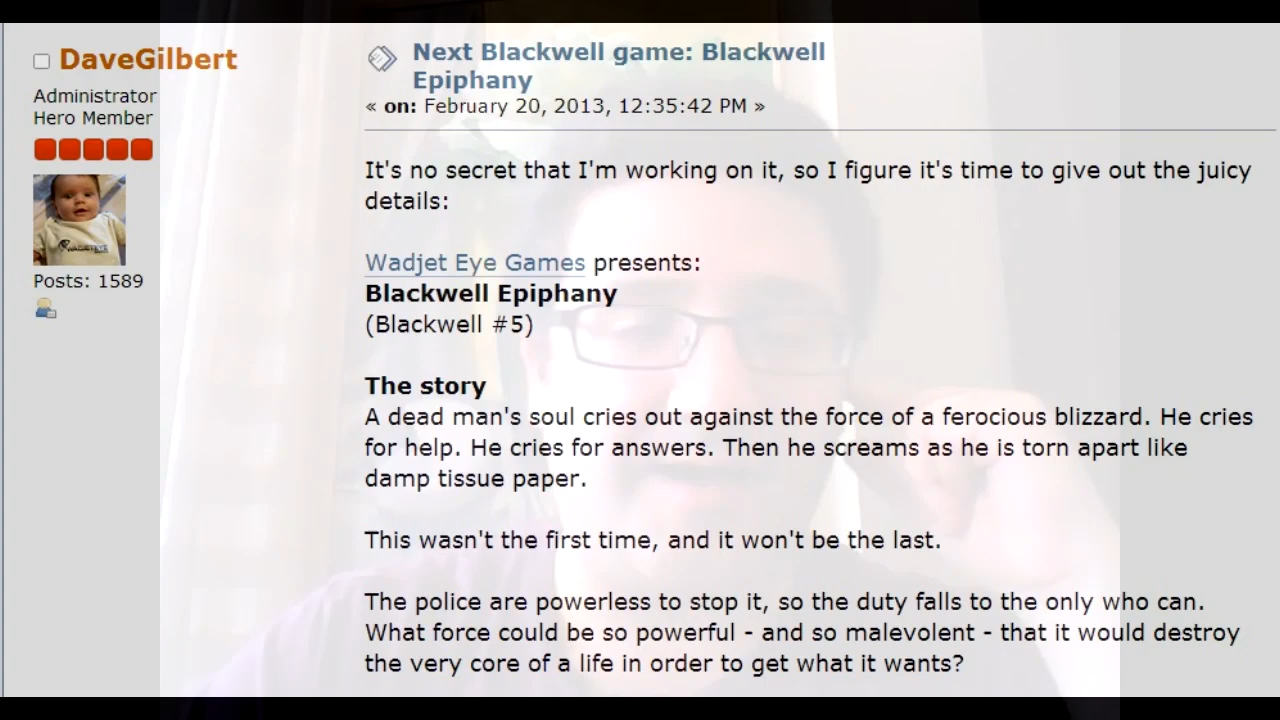 DaveGilbert
Administrator
Hero Member
Posts: 1589
Next Blackwell game: Blackwell
Epiphany
« on: February 20, 2013, 12:35:42 PM »
It's no secret that I'm working on it, so I figure it's time to give out the juicy
details:
Wadjet Eye Games presents:
Blackwell Epiphany
(Blackwell #5)
The story
A dead man's soul cries out against the force of a ferocious blizzard. He cries
for help. He cries for answers. Then he screams as he is torn apart like
damp tissue paper.
This wasn't the first time, and it won't be the last.
The police are powerless to stop it, so the duty falls to the only who can.
What force could be so powerful - and so malevolent - that it would destroy
the very core of a life in order to get what it wants?